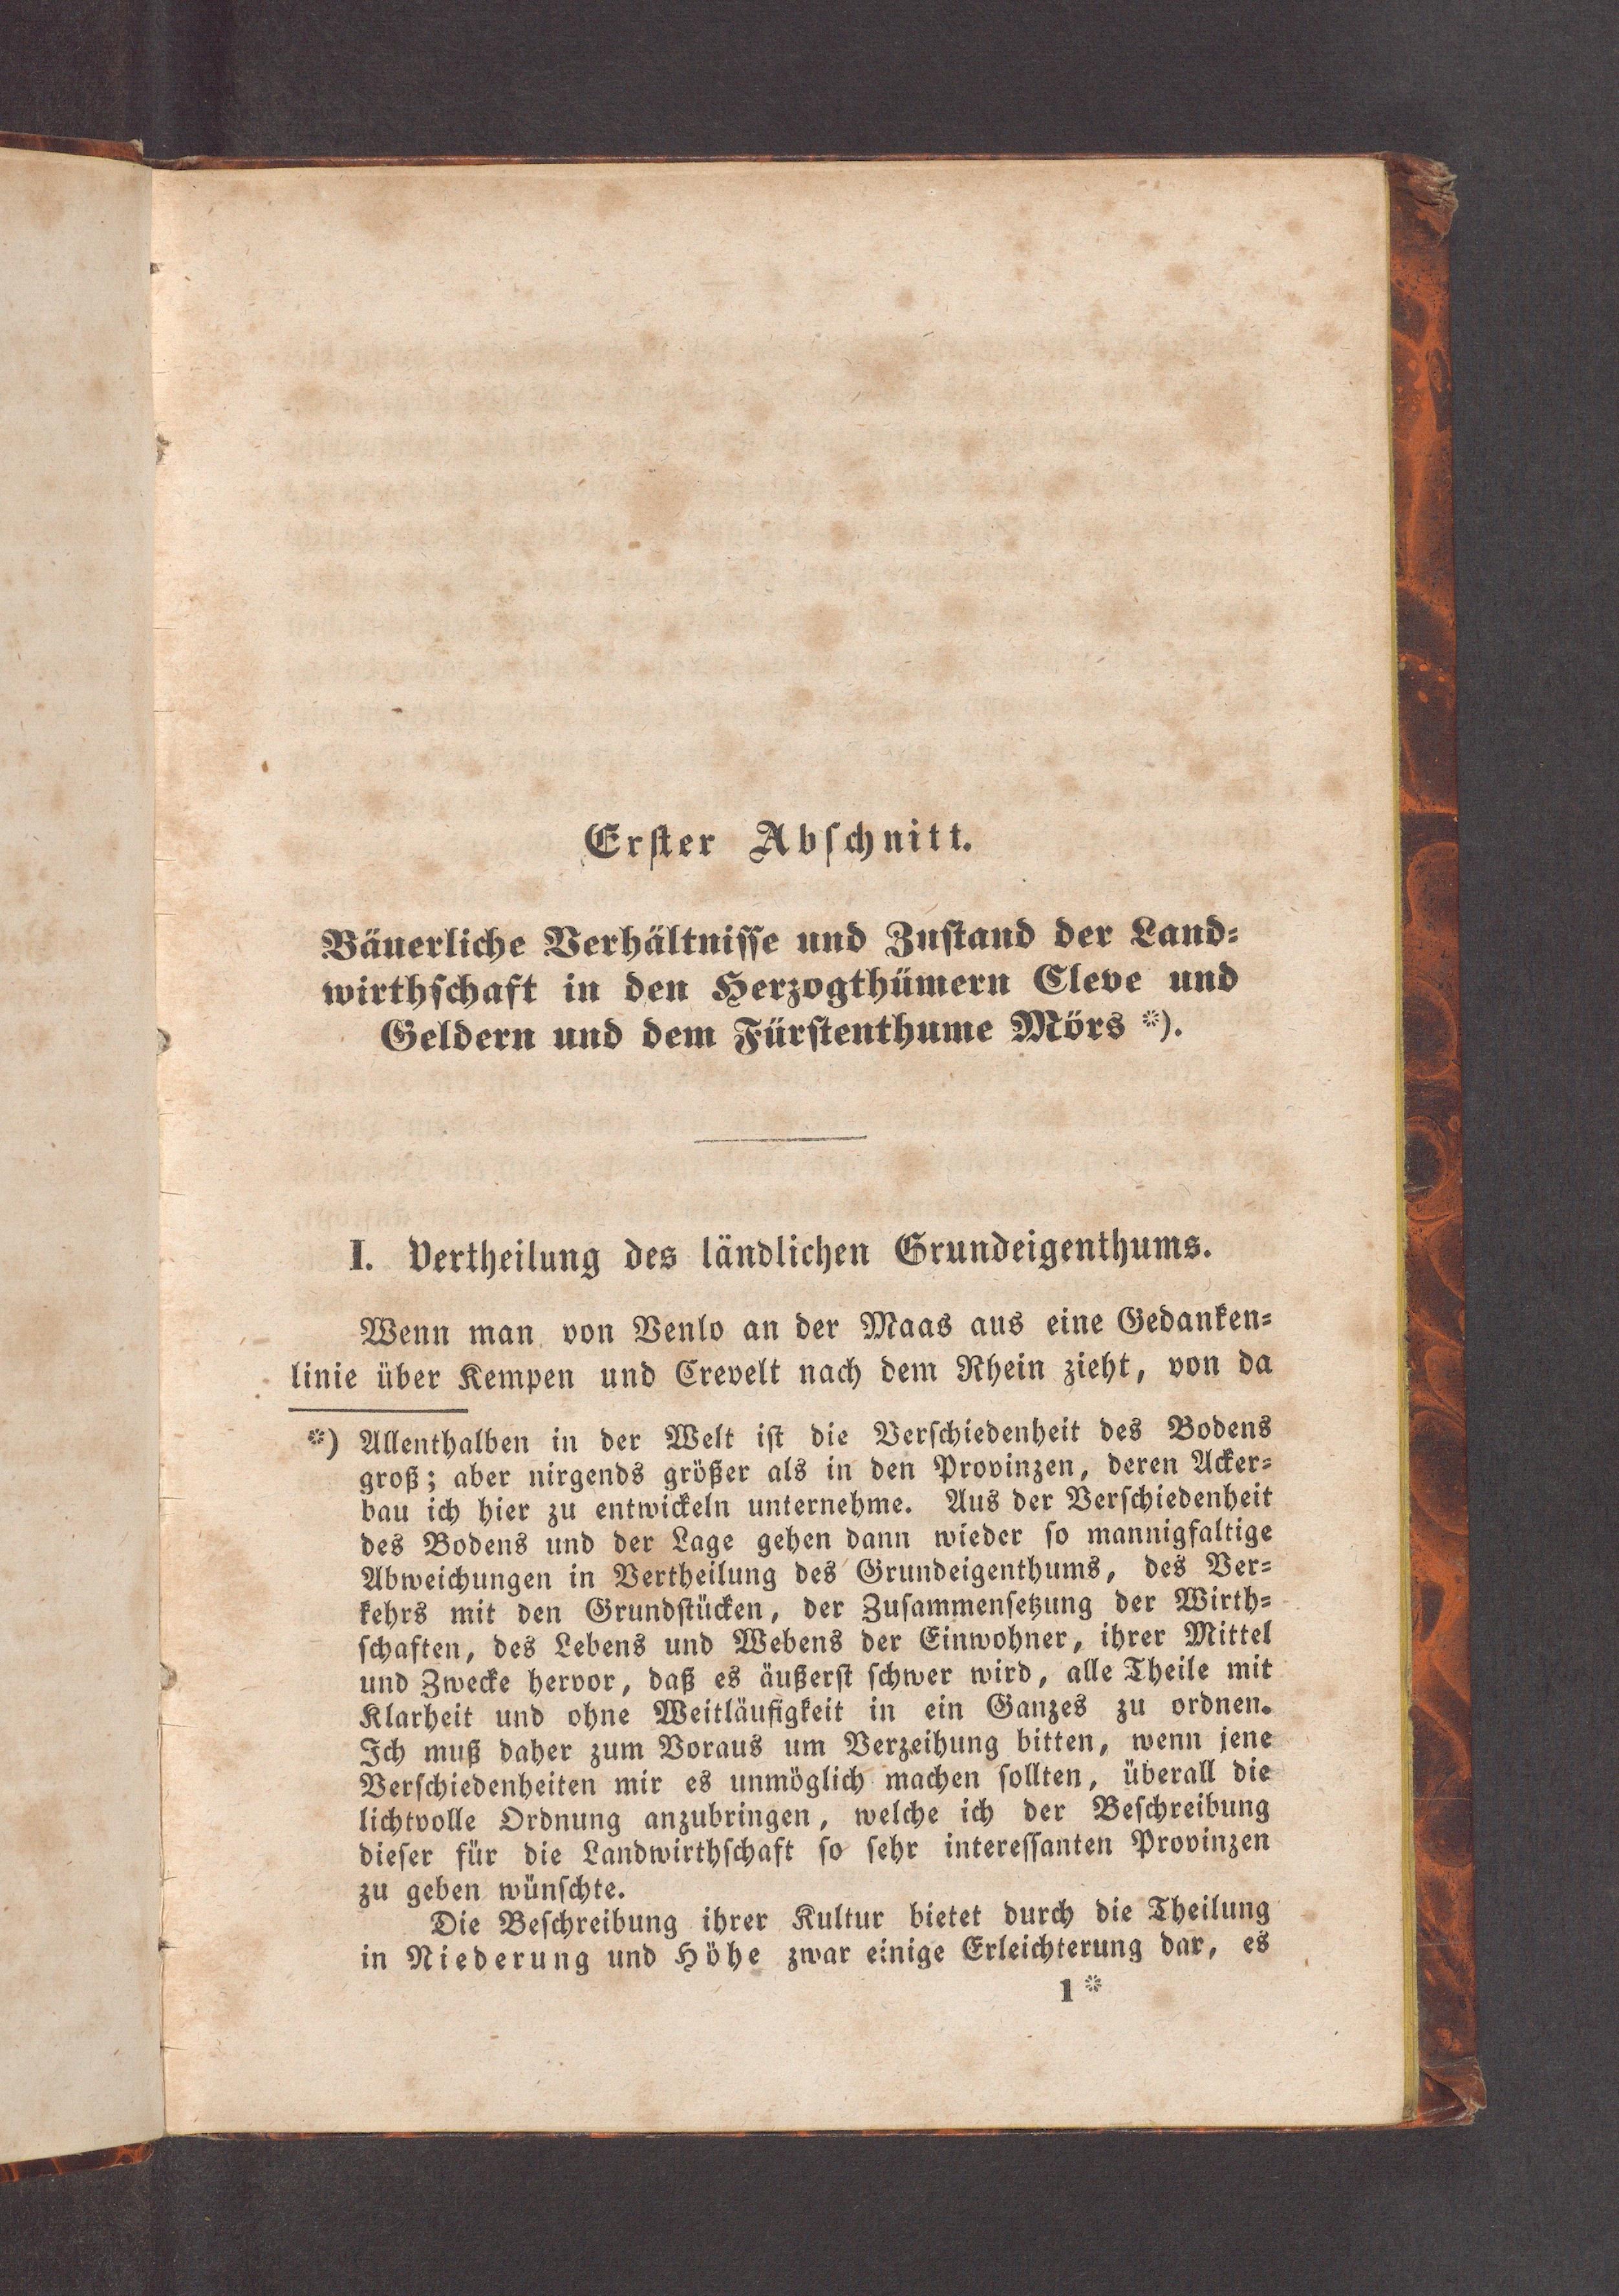 Erster Abschnitt.
Bäuerliche Verhältnisse und Zustand der Land-
wirthschaft in den Herzogthümern Cleve und
Geldern und dem Fürstenthume Mörs *).
I. Vertheilung des ländlichen Grundeigenthums.
Wenn man von Venlo an der Maas aus eine Gedanken-
linie über Kempen und Crevelt nach dem Rhein zieht, von da
*) Allenthalben in der Welt ist die Verschiedenheit des Bodens
groß; aber nirgends größer als in den Provinzen, deren Acker-
bau ich hier zu entwickeln unternehme. Aus der Verschiedenheit
des Bodens und der Lage gehen dann wieder so mannigfaltige
Abweichungen in Vertheilung des Grundeigenthums, des Ver-
kehrs mit den Grundstücken, der Zusammensetzung der Wirth-
schaften, des Lebens und Webens der Einwohner, ihrer Mittel
und Zwecke hervor, daß es äußerst schwer wird, alle Theile mit
Klarheit und ohne Weitläufigkeit in ein Ganzes zu ordnen.
Ich muß daher zum Voraus um Verzeihung bitten, wenn jene
Verschiedenheiten mir es unmöglich machen sollten, überall die
lichtvolle Ordnung anzubringen, welche ich der Beschreibung
dieser für die Landwirthschaft so sehr interessanten Provinzen
zu geben wünschte.
Die Beschreibung ihrer Kultur bietet durch die Theilung
in Niederung und Höhe zwar einige Erleichterung dar, es
1*